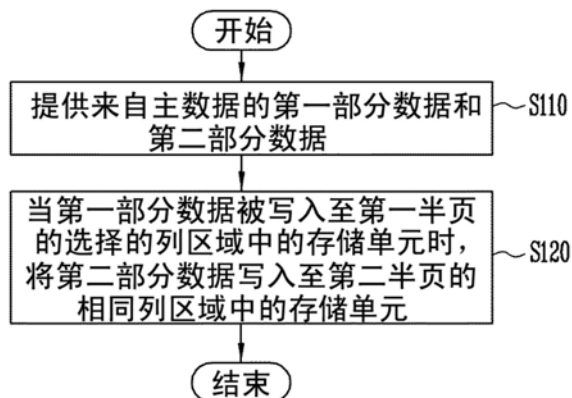 开始
提供来自主数据的第一部分数据和
第二部分数据
S110
当第一部分数据被写入至第一半页
的选择的列区域中的存储单元时，
将第二部分数据写入至第二半页的
相同列区域中的存储单元
S120
结束